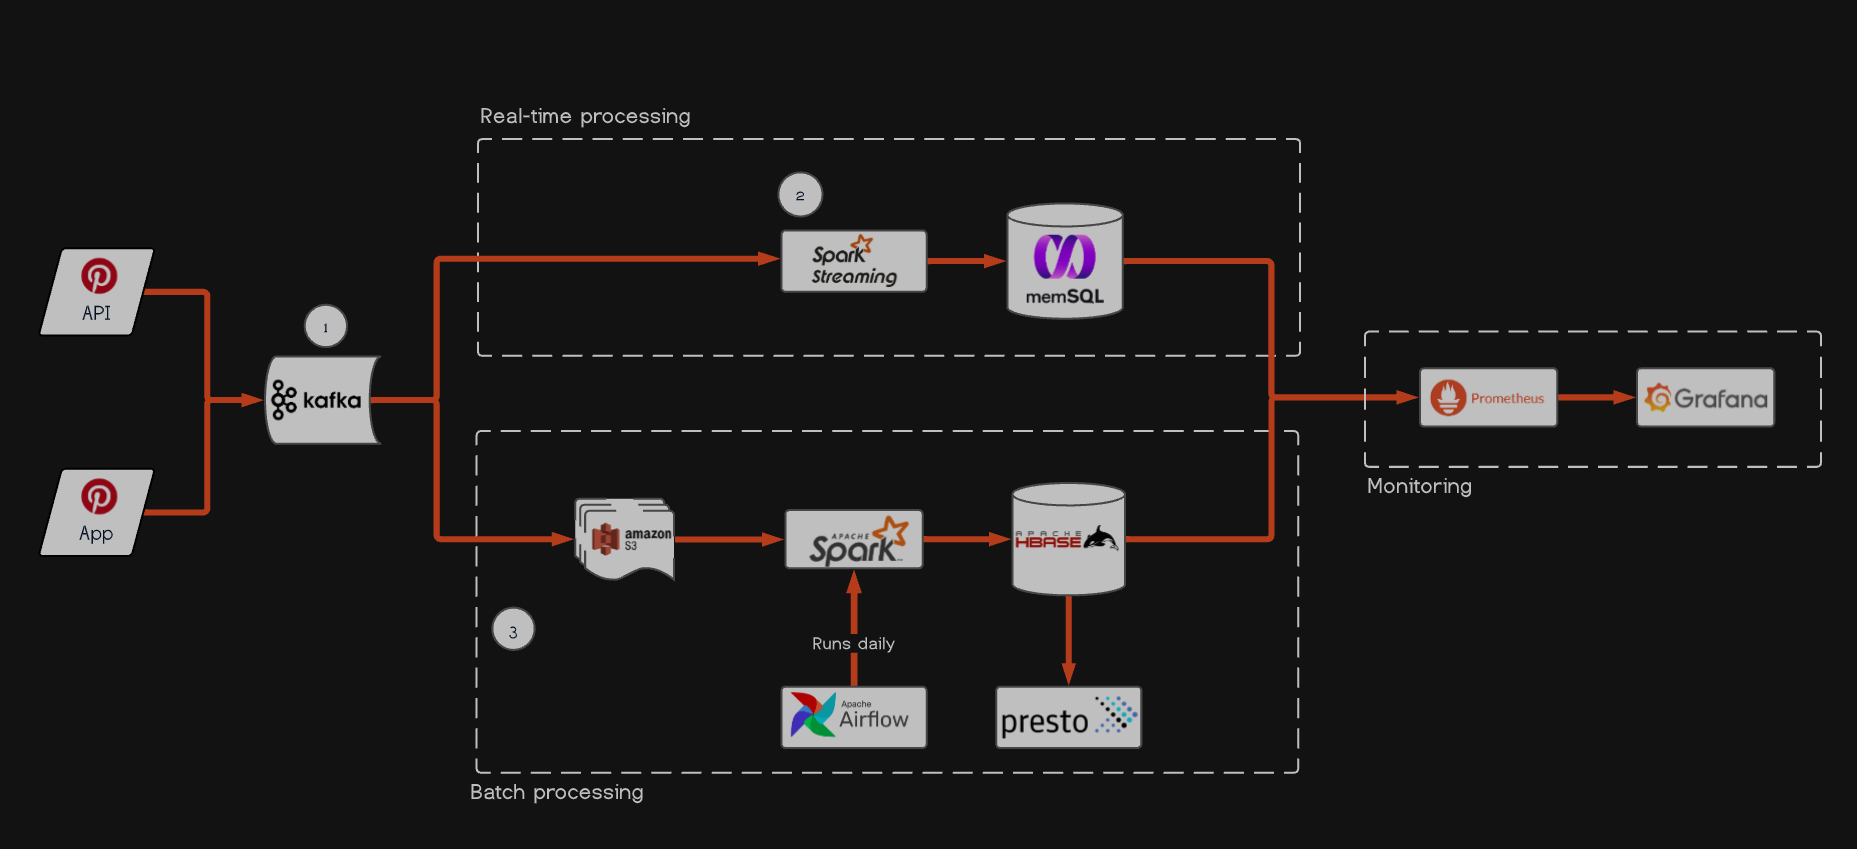 Real-time processing
2
Spark
Streaming
memSQL
API
1
kafka
App
Prometheus
Grafana
Monitoring
amazon
S3
APACHE
Spark
APACHE
HBASE
3
Runs daily
Apache
Airflow
presto
Batch processing